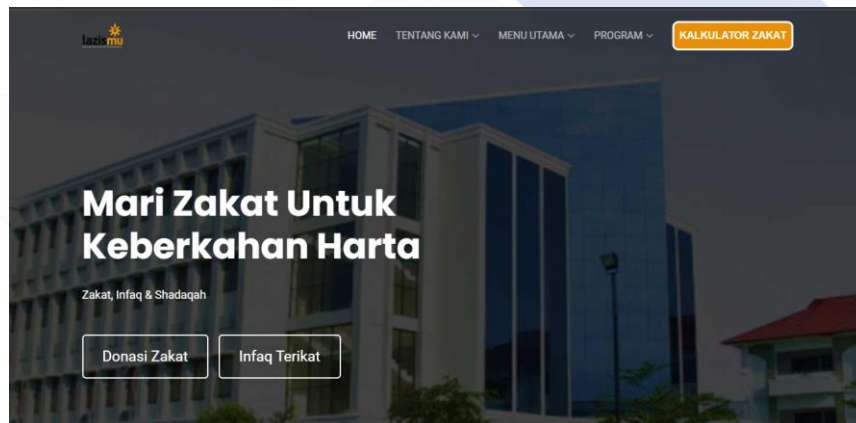 lazismu
HOME TENTANG KAMI MENU UTAMA PROGRAM KALKULATOR ZAKAT
Mari Zakat Untuk
Keberkahan Harta
Zakat, Infaq & Shadaqah
Donasi Zakat Infaq Terikat